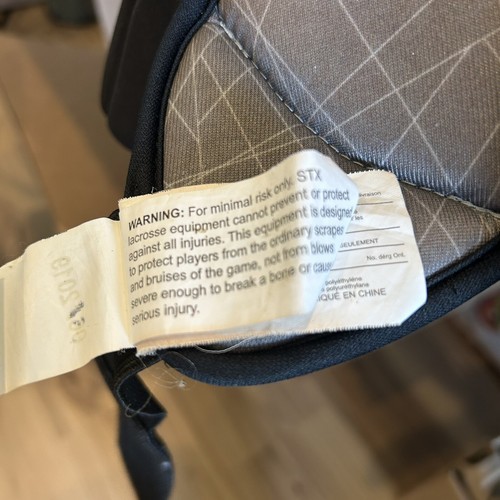 WARNING: For minimal risk only. STX
lacrosse equipment cannot prevent or protect
against all injuries. This equipment is designed
to protect players from the ordinary scrapes
and bruises of the game, not from blows
severe enough to break a bone or cause
serious injury.
SEULEMENT
No. dérg Ont.
polyéthylène
polyuréthylane
QUÉ EN CHINE